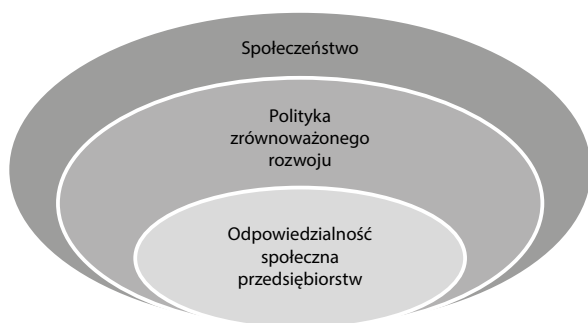 Społeczeństwo
Polityka
zrównoważonego
rozwoju
Odpowiedzialność
społeczna
przedsiębiorstw